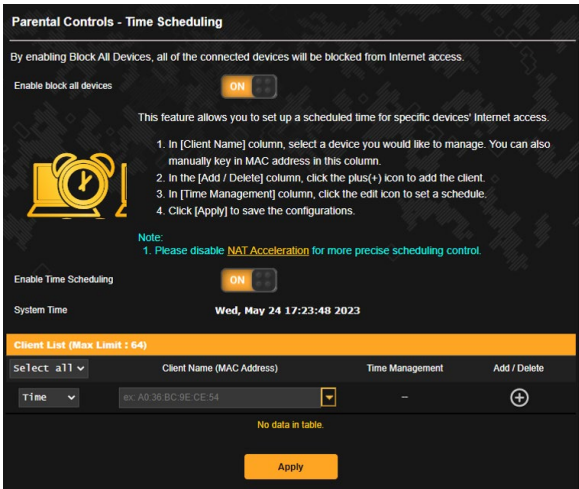 Parental Controls - Time Scheduling
By enabling Block All Devices, all of the connected devices will be blocked from Internet access.
Enable block all devices
ON
This feature allows you to set up a scheduled time for specific devices' Internet access.
1. In [Client Name] column, select a device you would like to manage. You can also
manually key in MAC address in this
column.
2. In the [Add / Delete] column, click the plus(+) icon to add the client.
3. In [Time Management] column, click the edit icon to set a schedule.
4. Click [Apply] to save the configurations.
Note:
1. Please disable NAT Acceleration for more precise scheduling control.
Enable Time Scheduling
ON
System Time
Wed, May 24 17:23:48 2023
Client List (Max Limit : 64)
Select all
Client Name (MAC Address)
Time Management
Add / Delete
Time
ex: A0:36:BC:9E:CE:54
–
No data in table.
Apply